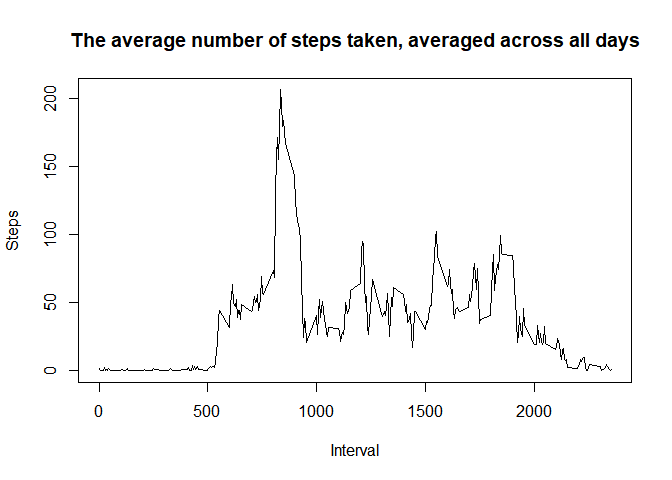 The average number of steps taken, averaged across all days
Steps
200
150
100
50
0
0 500 1000 1500 2000
Interval